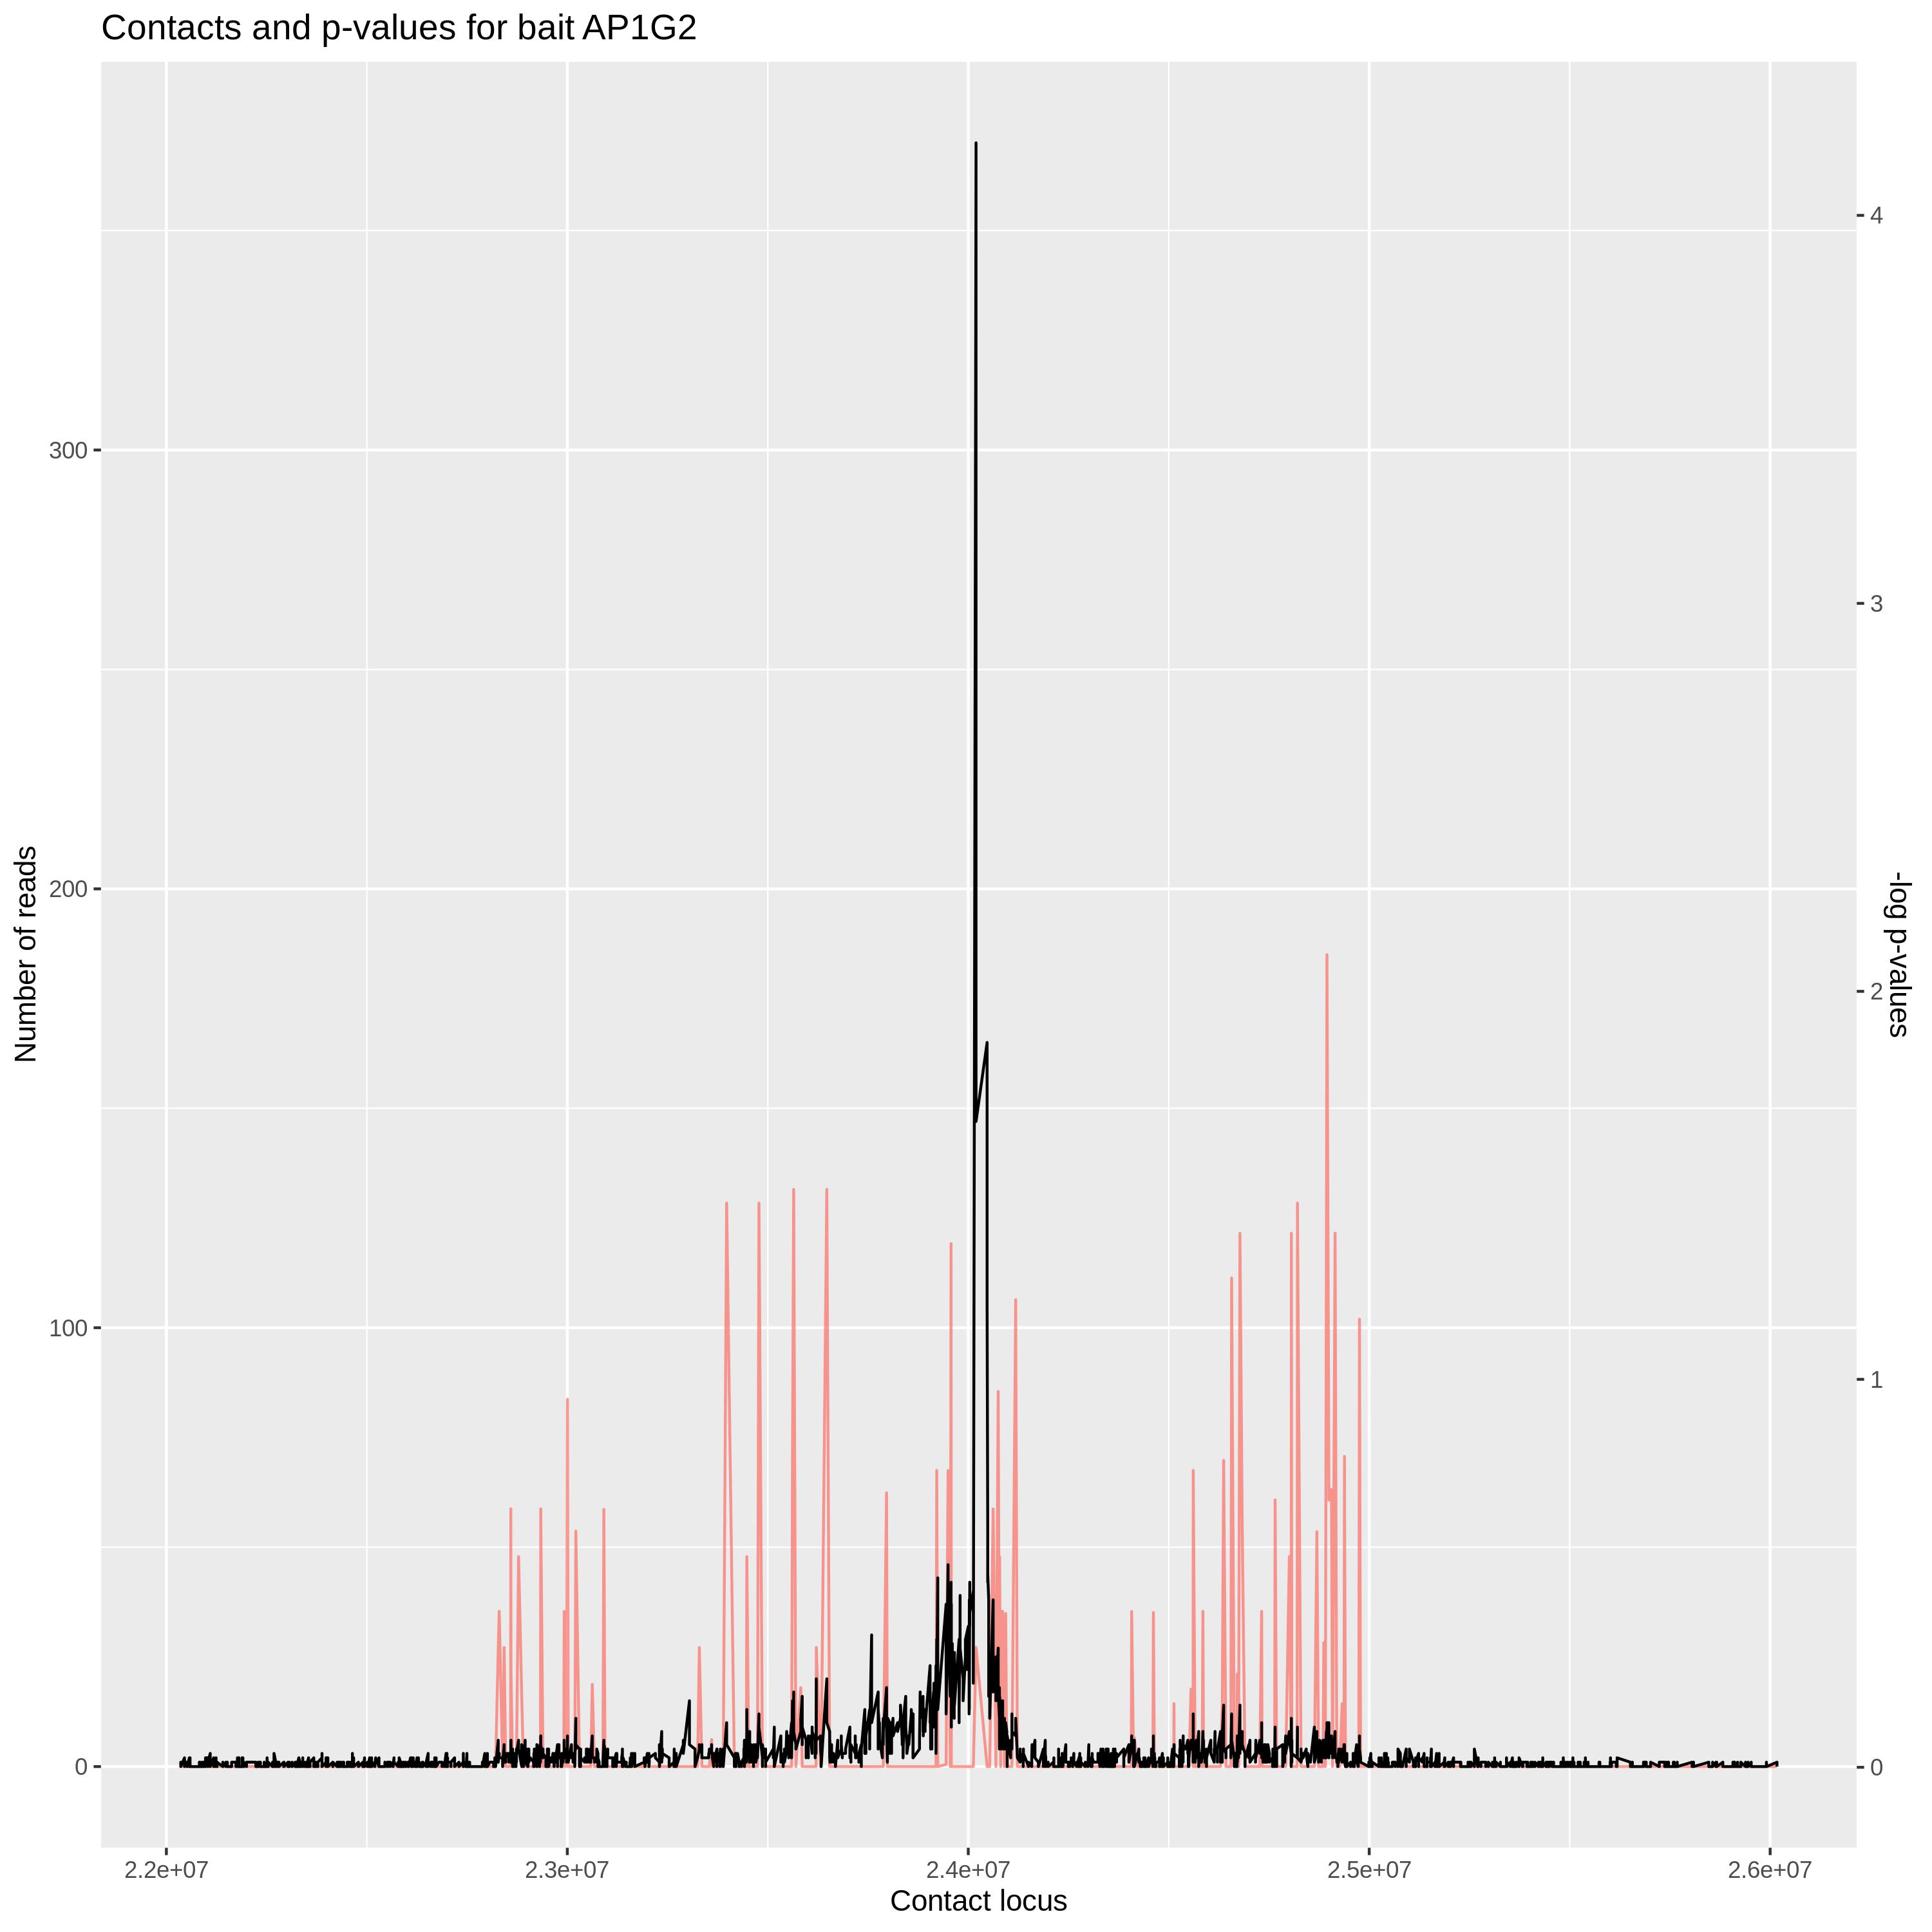 Contacts and p-values for bait AP1G2
Number of reads
300
200
100
0
4
3
2
1
0
-log p-values
2.2e+07
2.3e+07
2.4e+07
2.5e+07
2.6e+07
Contact locus